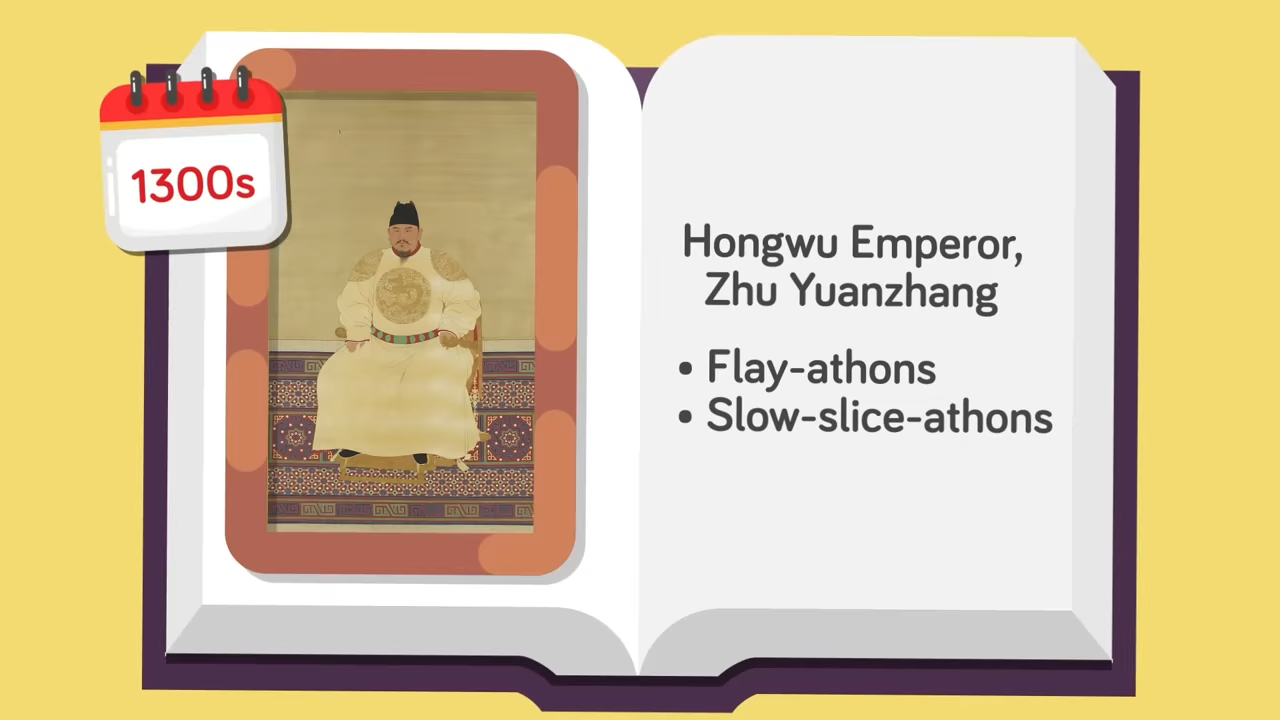 1300s
Hongwu Emperor,
Zhu Yuanzhang
• Flay-athons
• Slow-slice-athons